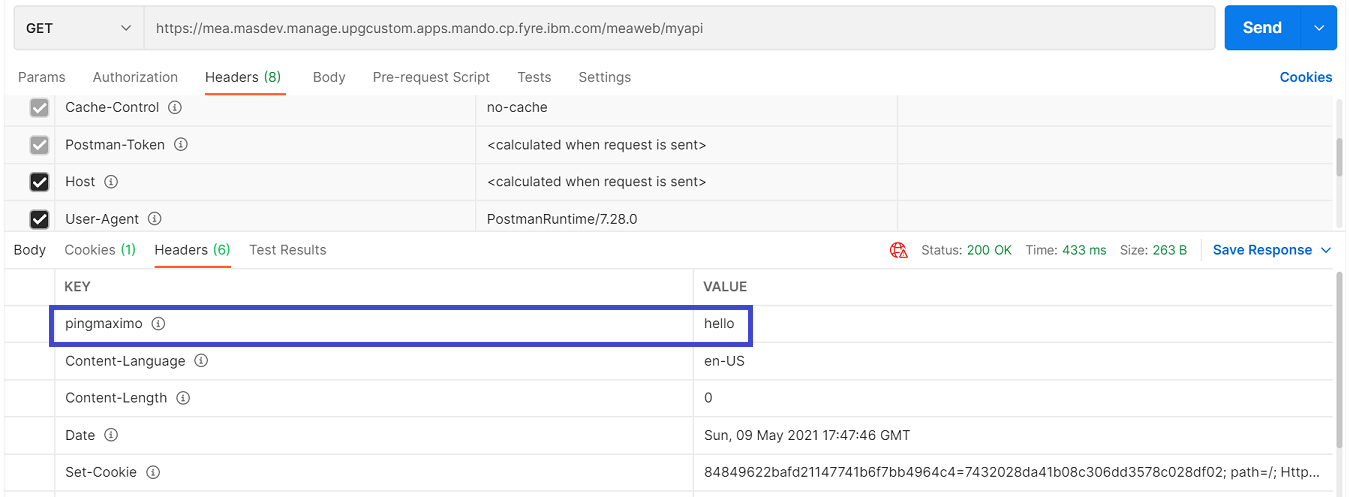 GET https://mea.masdev.manage.upgcustom.apps.mando.cp.fyre.ibm.com/meaweb/myapi Send
Params Authorization Headers (8) Body Pre-request Script Tests Settings Cookies
Cache-Control no-cache
Postman-Token <calculated when request is sent>
Host <calculated when request is sent>
User-Agent PostmanRuntime/7.28.0
Body Cookies (1) Headers (6) Test Results Status: 200 OK Time: 433 ms Size: 263 B Save Response
KEY VALUE
pingmaximo hello
Content-Language en-US
Content-Length 0
Date Sun, 09 May 2021 17:47:46 GMT
Set-Cookie 84849622bafd21147741b6f7bb4964c4=7432028da41b08c306dd3578c028df02; path=/; Http...